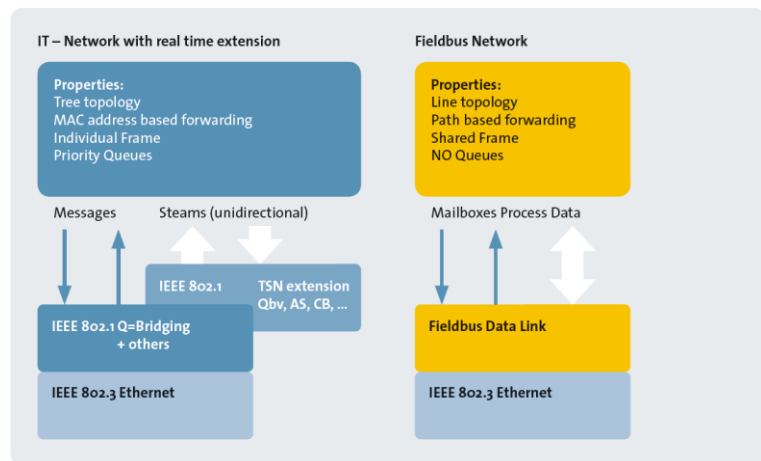 IT – Network with real time extension
Properties:
Tree topology
MAC address based forwarding
Individual Frame
Priority Queues
Messages
Steams (unidirectional)
IEEE 802.1
TSN extension
Qbv, AS, CB, ...
IEEE 802.1 Q=Bridging
+ others
IEEE 802.3 Ethernet
Fieldbus Network
Properties:
Line topology
Path based forwarding
Shared Frame
NO Queues
Mailboxes Process Data
Fieldbus Data Link
IEEE 802.3 Ethernet